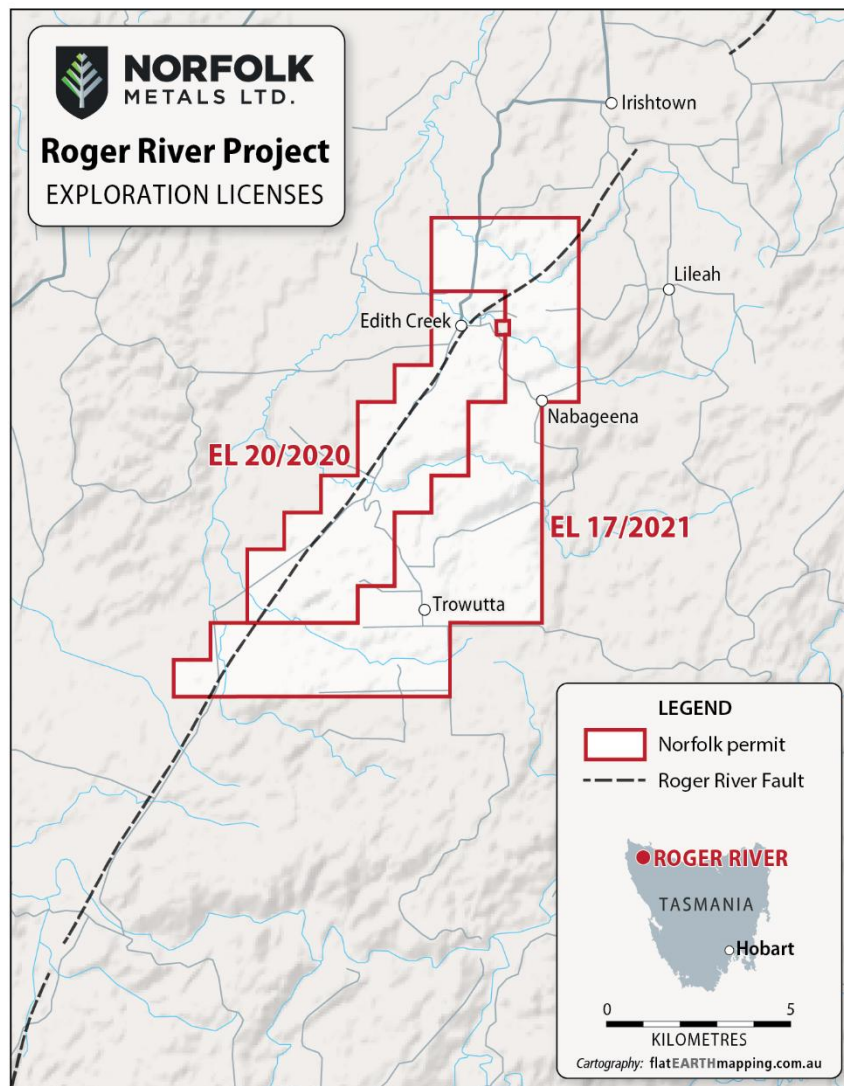 NORFOLK
METALS LTD.
Roger River Project
EXPLORATION LICENSES
Irishtown
Lileah
Edith Creek
Nabageena
EL 20/2020
EL 17/2021
Trowutta
LEGEND
Norfolk permit
Roger River Fault
ROGER RIVER
TASMANIA
Hobart
0 5
KILOMETRES
Cartography: flatEARTHmapping.com.au